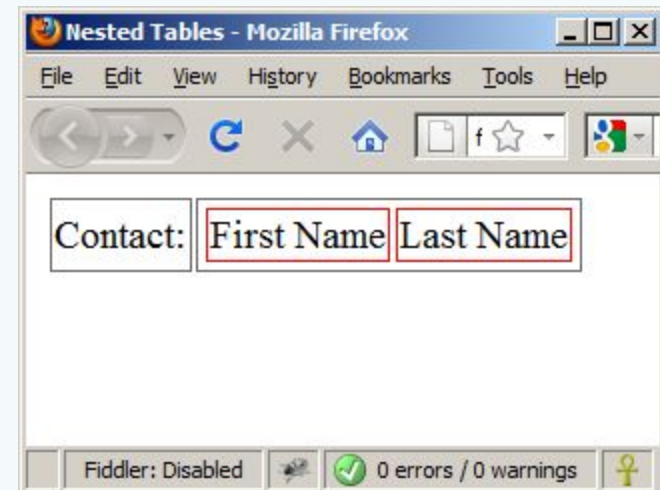 Nested Tables - Mozilla Firefox
File Edit View History Bookmarks Tools Help
f
Contact: First Name Last Name
Fiddler: Disabled 0 errors / 0 warnings